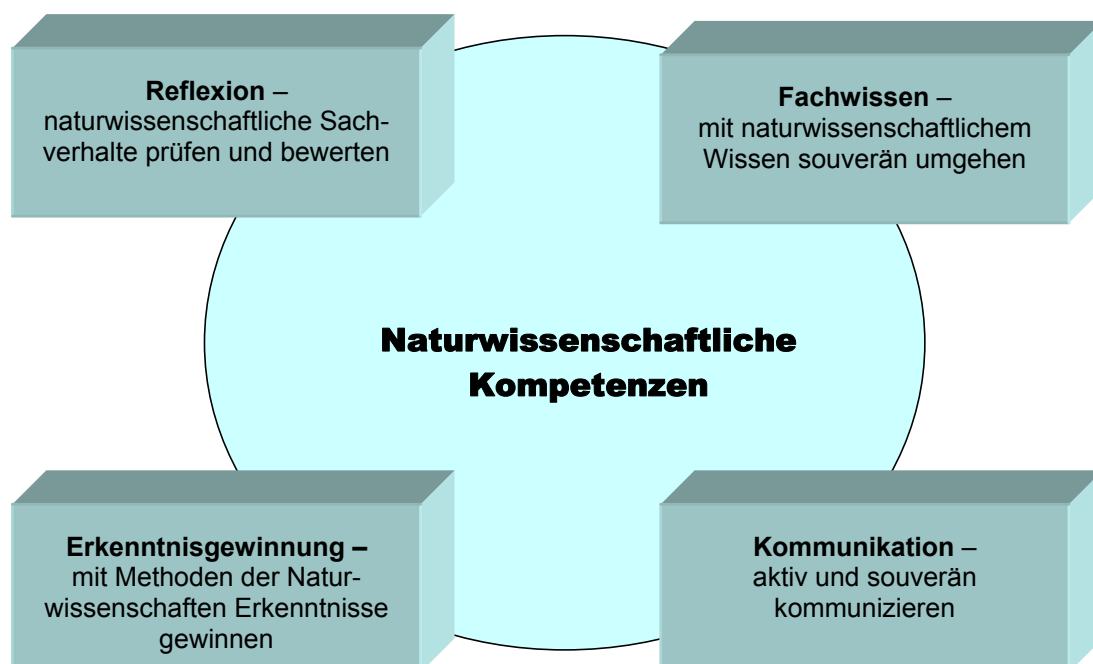 Reflexion –
naturwissenschaftliche Sach-
verhalte prüfen und bewerten
Fachwissen –
mit naturwissenschaftlichem
Wissen souverän umgehen
Naturwissenschaftliche
Kompetenzen
Erkenntnisgewinnung –
mit Methoden der Natur-
wissenschaften Erkenntnisse
gewinnen
Kommunikation –
aktiv und souverän
kommunizieren